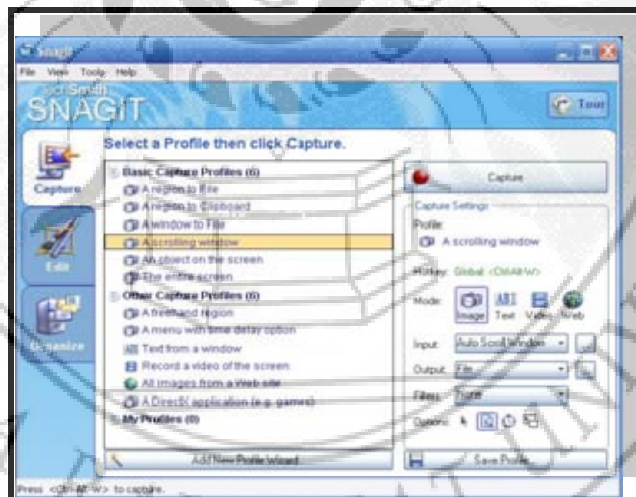 SnagIt
File View Tools Help
TechSmith
SNAGIT
Tour
Select a Profile then click Capture.
Capture
Edit
Organize
Basic Capture Profiles (6)
A region to File
A region to Clipboard
A window to File
A scrolling window
An object on the screen
The entire screen
Other Capture Profiles (6)
A freehand region
A menu with time delay option
Text from a window
Record a video of the screen
All images from a Web site
A DirectX application (e.g. games)
My Profiles (0)
Add New Profile Wizard...
Capture
Capture Settings
Profile:
A scrolling window
Hotkey: Global <Ctrl-Alt-W>
Mode:
Image Text Video Web
Input: Auto Scroll Window
Output: File
Filters: None
Options:
Save Profile...
Press <Ctrl-Alt-W> to capture.